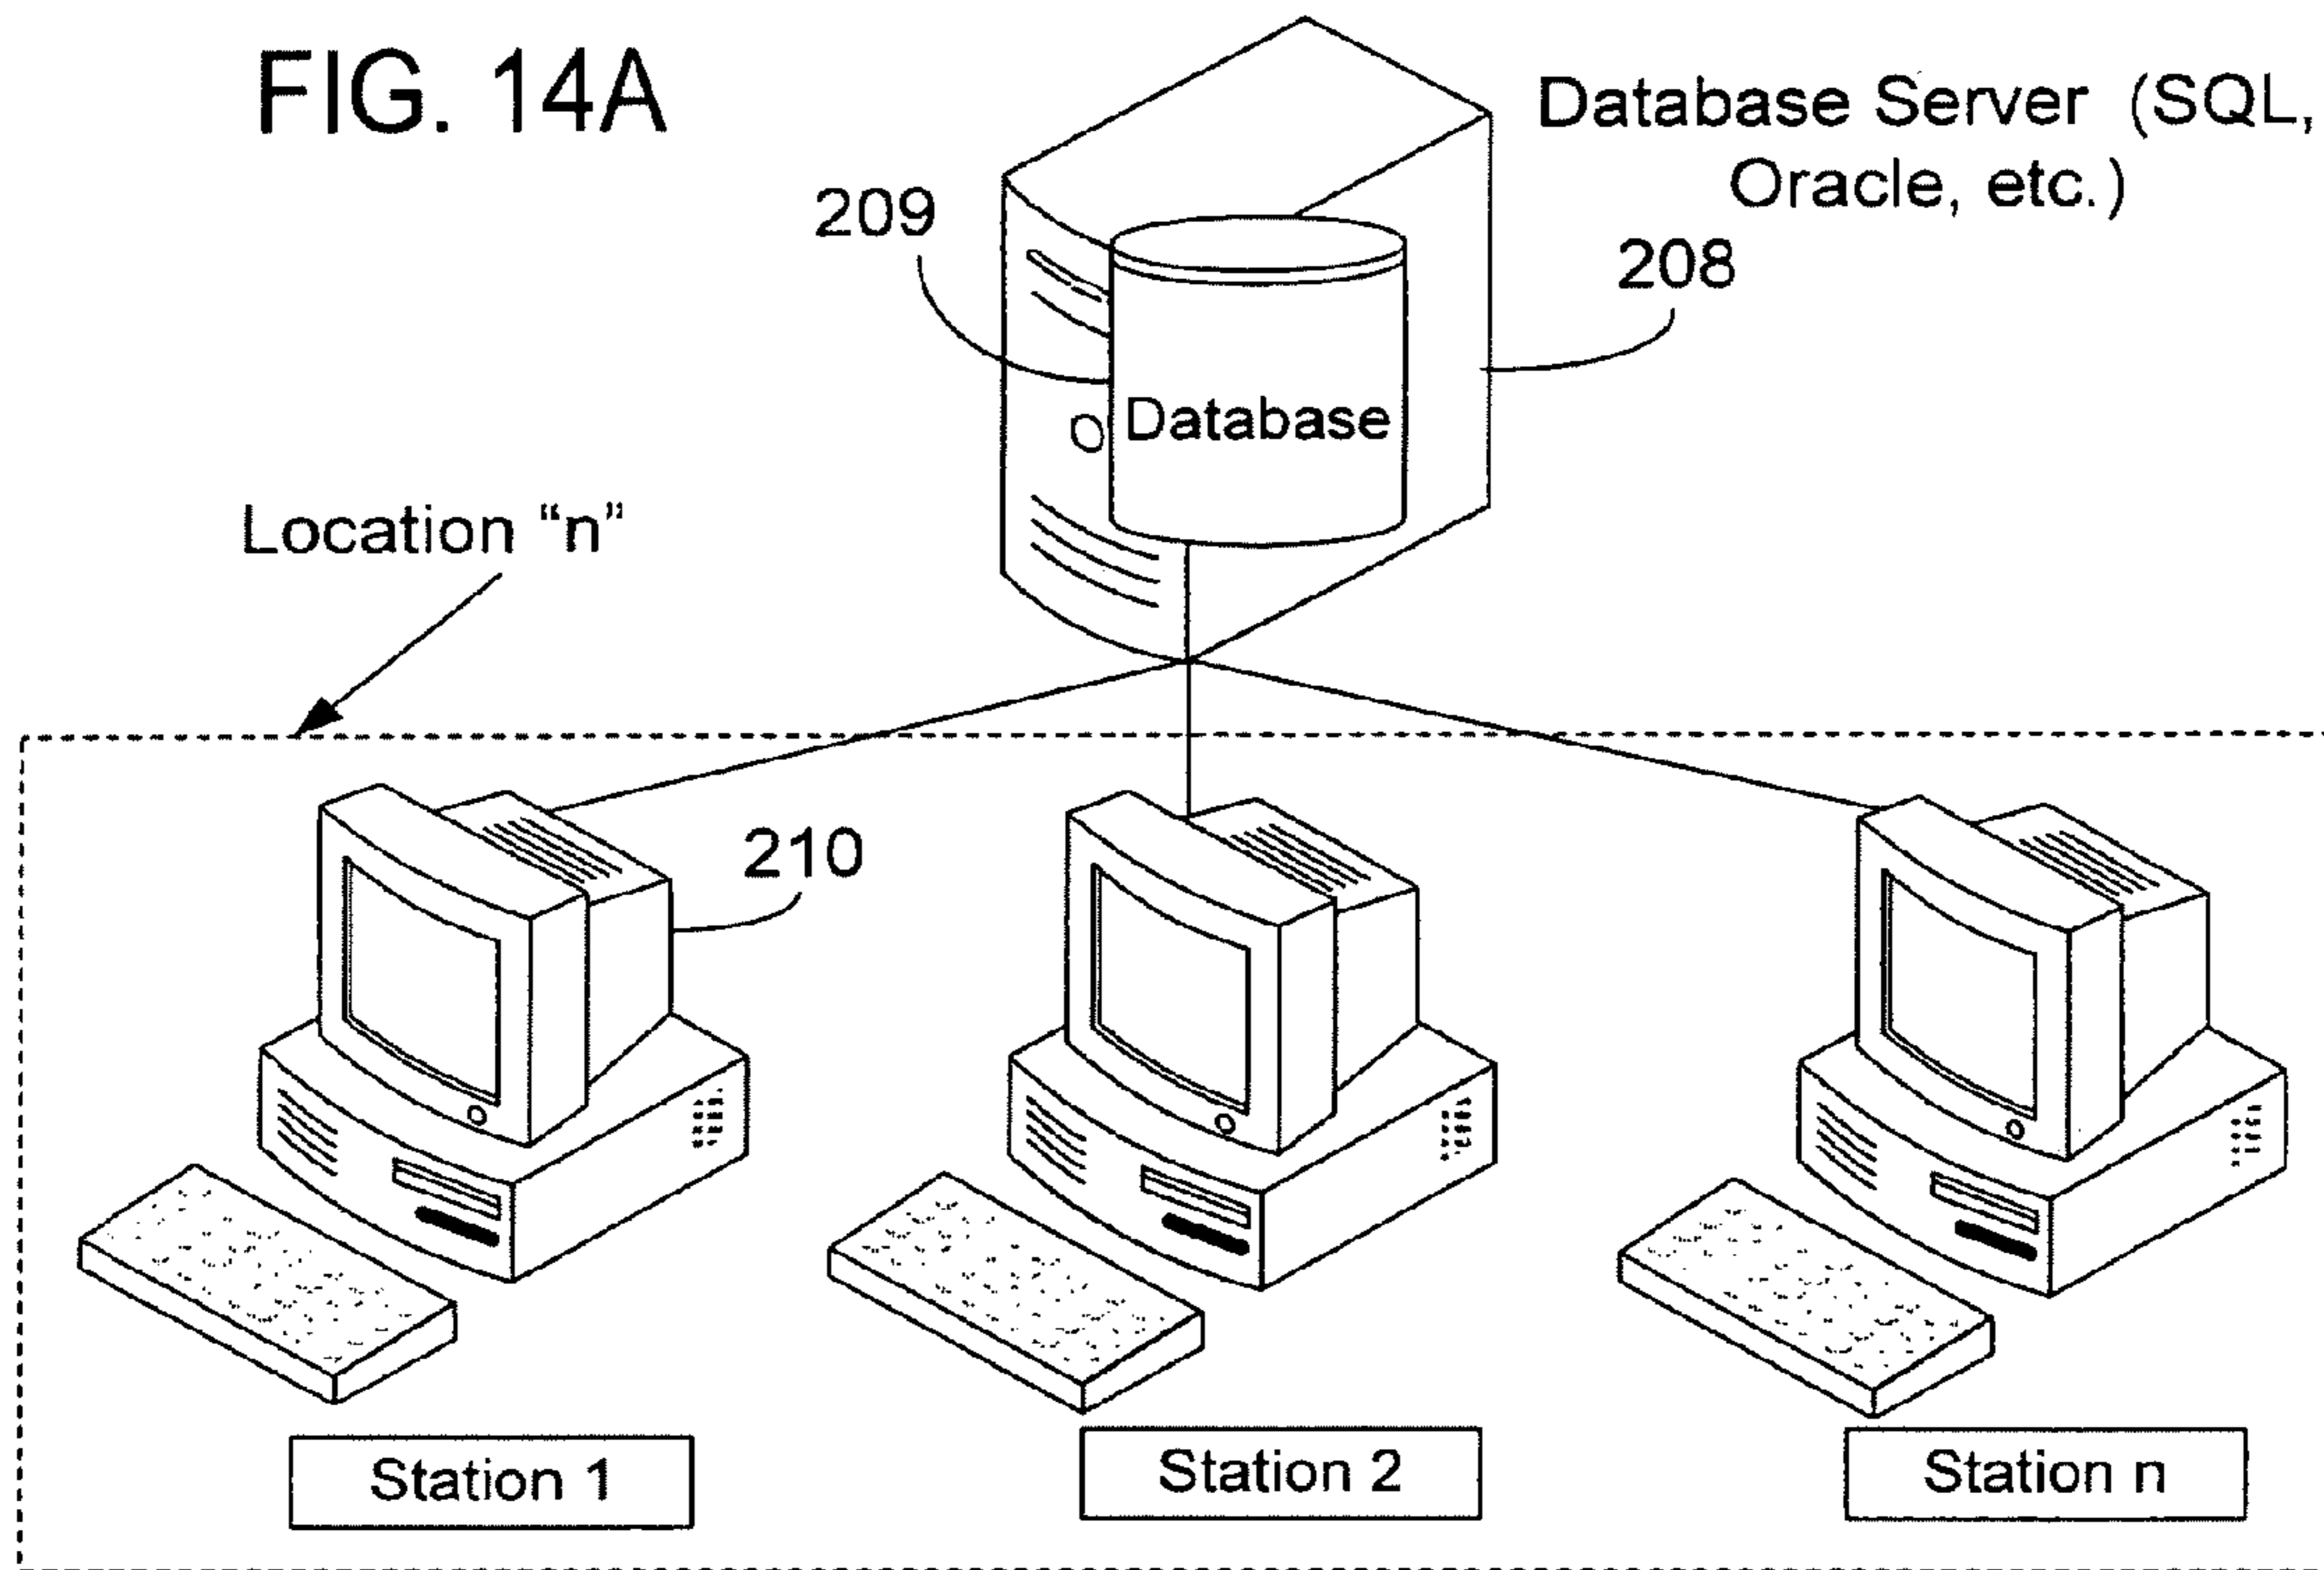 FIG. 14A
Database Server (SQL,
Oracle, etc.)
209
208
Database
Location “n”
210
Station 1
Station 2
Station n